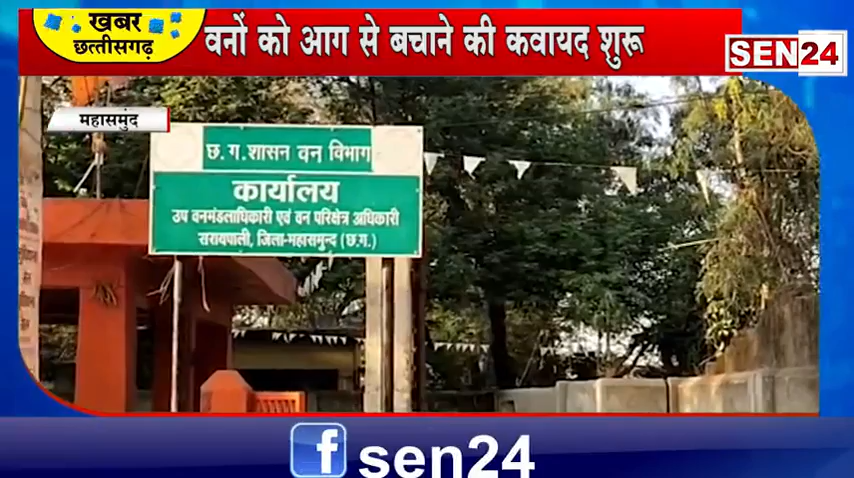 खबर
छत्तीसगढ़
वनों को आग से बचाने की कवायद शुरू
SEN24
महासमुंद
छ. ग. शासन वन विभाग
कार्यालय
उप वनमंडलाधिकारी एवं वन परिक्षेत्र अधिकारी
सरायपाली, जिला-महासमुन्द (छ.ग.)
f sen24